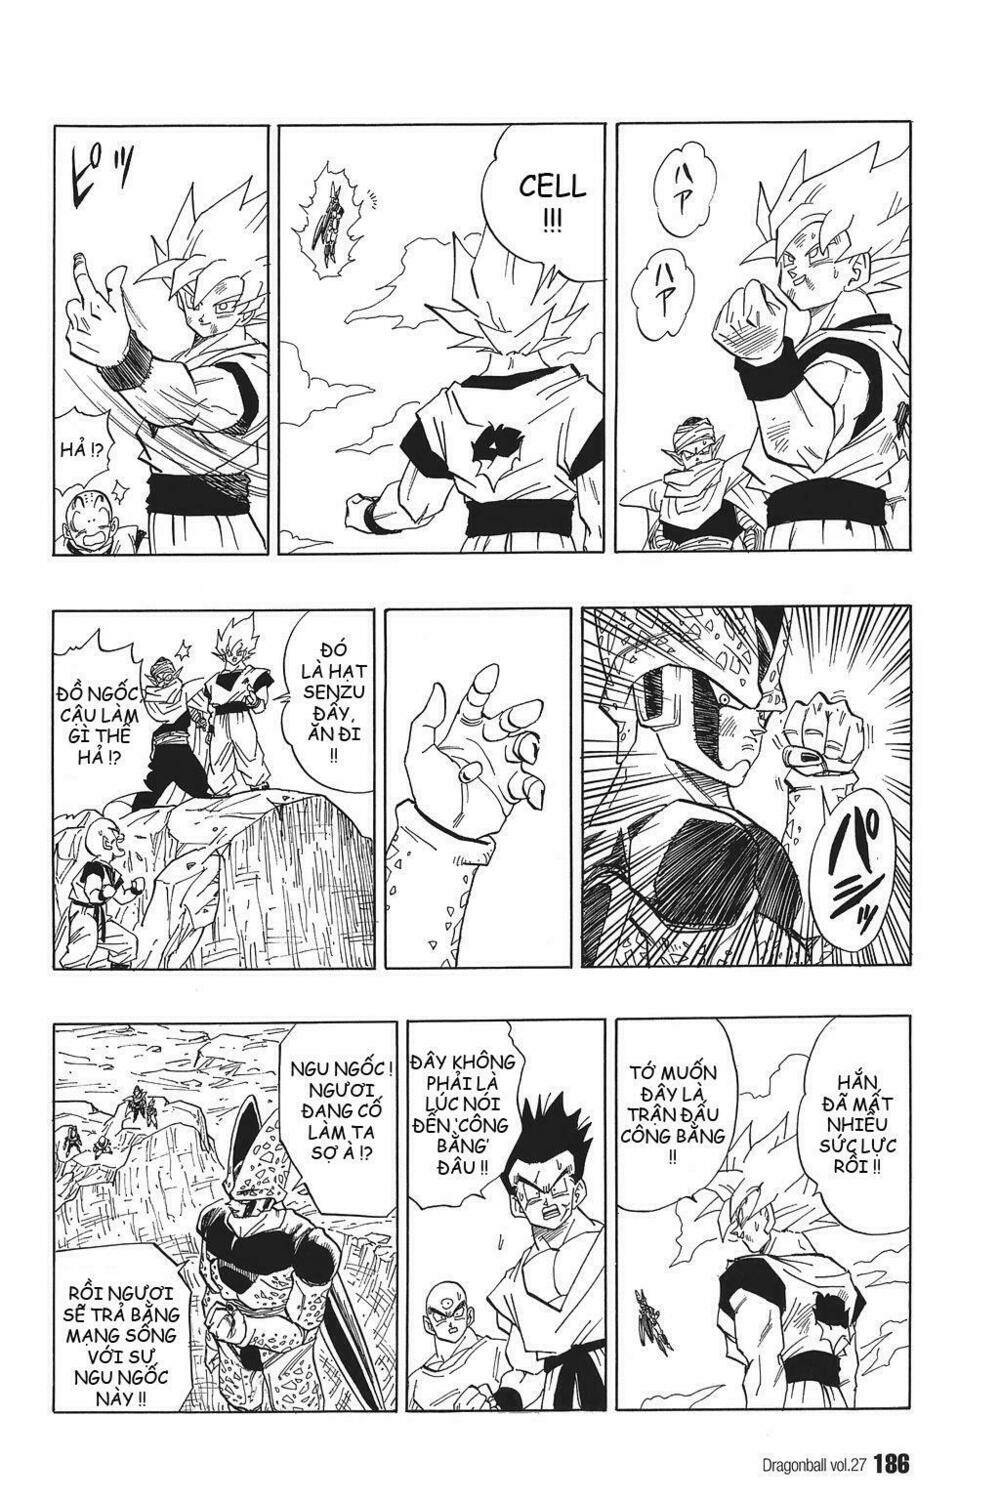 ハ
ァ
ハ
ァ
CELL
!!!
ピッ
HẢ !?
パシッ
ĐÓ
LÀ HẠT
SENZU
ĐẤY,
ĂN ĐI
!!
ĐỒ NGỐC
CẬU LÀM
GÌ THẾ
HẢ !?
HẮN
ĐÃ MẤT
NHIỀU
SỨC LỰC
RỒI !!
TỚ MUỐN
ĐÂY LÀ
TRẬN ĐẤU
CÔNG BẰNG
!!
ĐÂY KHÔNG
PHẢI LÀ
LÚC NÓI
ĐẾN 'CÔNG
BẰNG'
ĐÂU !!
NGU NGỐC !
NGƯƠI
ĐANG CỐ
LÀM TA
SỢ À !?
RỒI NGƯƠI
SẼ TRẢ BẰNG
MẠNG SỐNG
VỚI SỰ
NGU NGỐC
NÀY !!
Dragonball vol.27 186